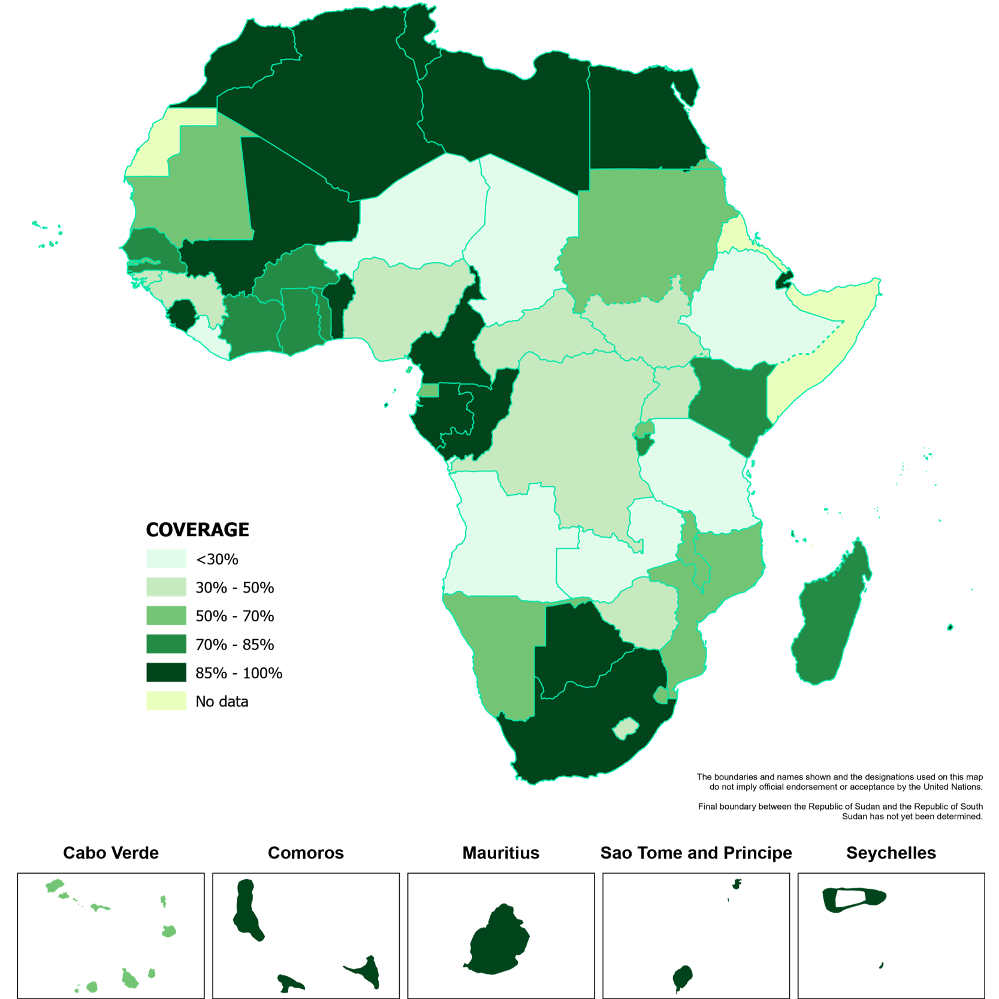 COVERAGE
<30%
30% - 50%
50% - 70%
70% - 85%
85% - 100%
No data
The boundaries and names shown and the designations used on this map
do not imply official endorsement or acceptance by the United Nations.
Final boundary between the Republic of Sudan and the Republic of South
Sudan has not yet been determined.
Cabo Verde
Comoros
Mauritius
Sao Tome and Principe
Seychelles